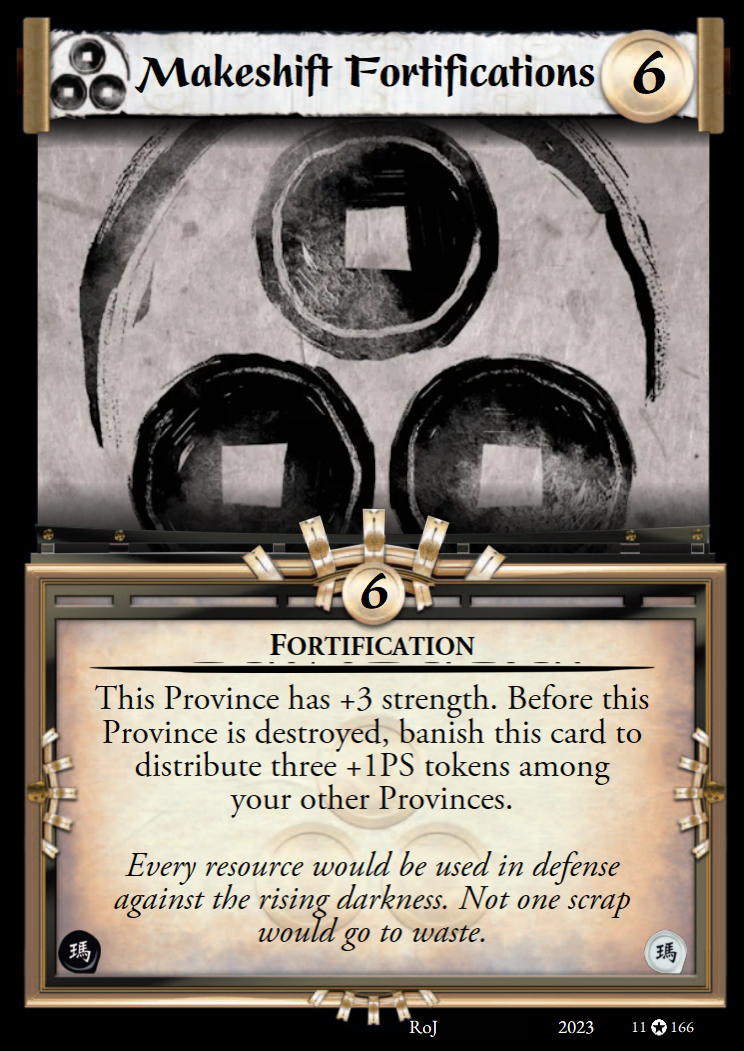 Makeshift Fortifications 6
6
FORTIFICATION
This Province has +3 strength. Before this
Province is destroyed, banish this card to
distribute three +1PS tokens among
your other Provinces.
Every resource would be used in defense
against the rising darkness. Not one scrap
would go to waste.
瑪 瑪
RoJ 2023 11 ✪ 166